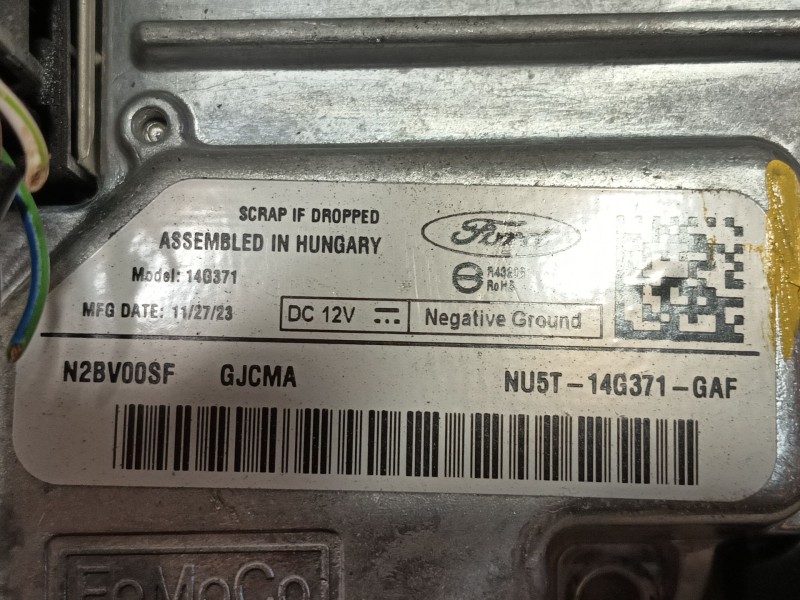 SCRAP IF DROPPED
ASSEMBLED IN HUNGARY
Ford
Model: 14G371
RoHS
MFG DATE: 11/27/23
DC 12V
Negative Ground
N2BV00SF GJCMA NU5T-14G371-GAF
FoMoCo